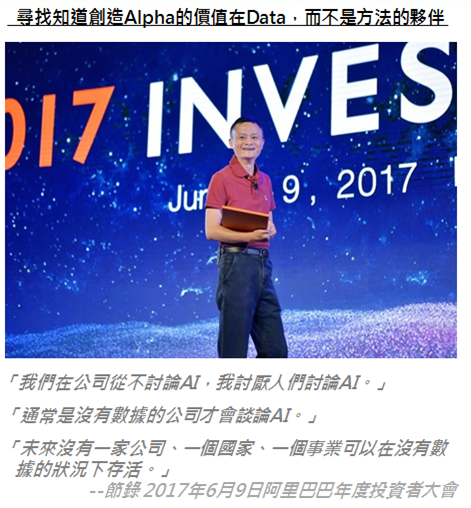 尋找知道創造Alpha的價值在Data，而不是方法的夥伴
2017 INVES
June 9, 2017
「我們在公司從不討論AI，我討厭人們討論AI。」
「通常是沒有數據的公司才會談論AI。」
「未來沒有一家公司、一個國家、一個事業可以在沒有數
據的狀況下存活。」
--節錄 2017年6月9日阿里巴巴年度投資者大會